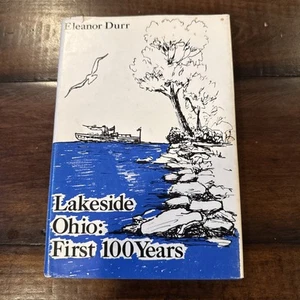 Eleanor Durr
Lakeside
Ohio:
First 100 Years